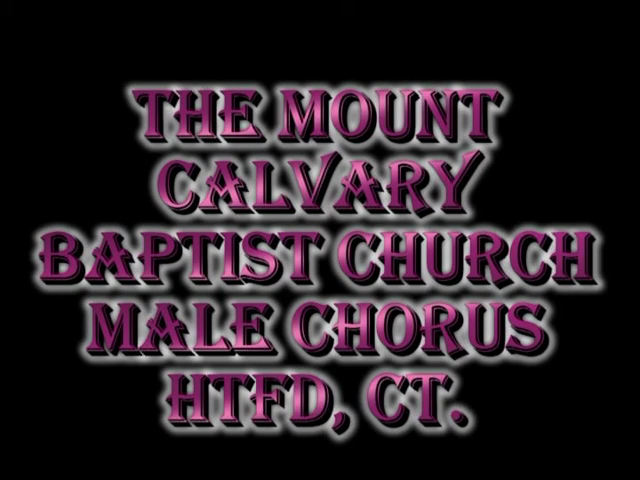 THE MOUNT
CALVARY
BAPTIST CHURCH
MALE CHORUS
HTFD, CT.